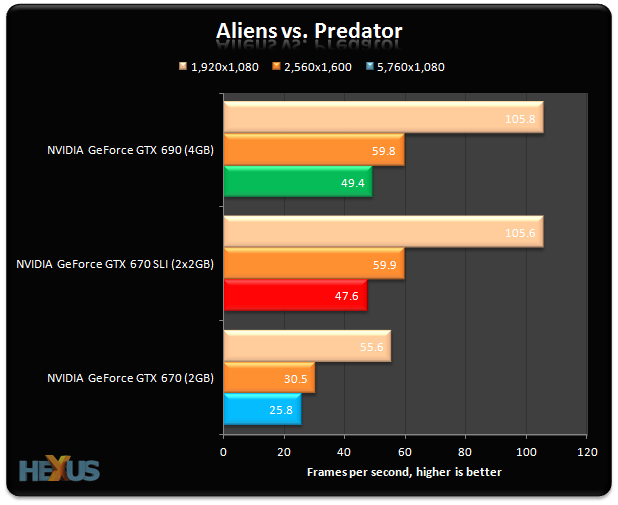 Aliens vs. Predator
1,920x1,080 2,560x1,600 5,760x1,080
NVIDIA GeForce GTX 690 (4GB)
105.8
59.8
49.4
NVIDIA GeForce GTX 670 SLI (2x2GB)
105.6
59.9
47.6
NVIDIA GeForce GTX 670 (2GB)
55.6
30.5
25.8
0 20 40 60 80 100 120
Frames per second, higher is better
HEXUS